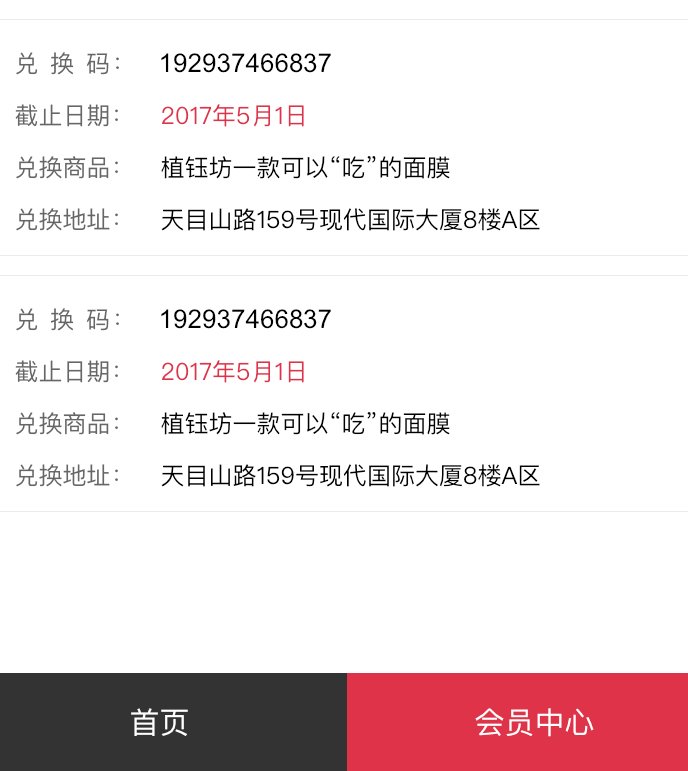 兑 换 码： 192937466837
截止日期： 2017年5月1日
兑换商品： 植钰坊一款可以“吃”的面膜
兑换地址： 天目山路159号现代国际大厦8楼A区
兑 换 码： 192937466837
截止日期： 2017年5月1日
兑换商品： 植钰坊一款可以“吃”的面膜
兑换地址： 天目山路159号现代国际大厦8楼A区
首页 会员中心